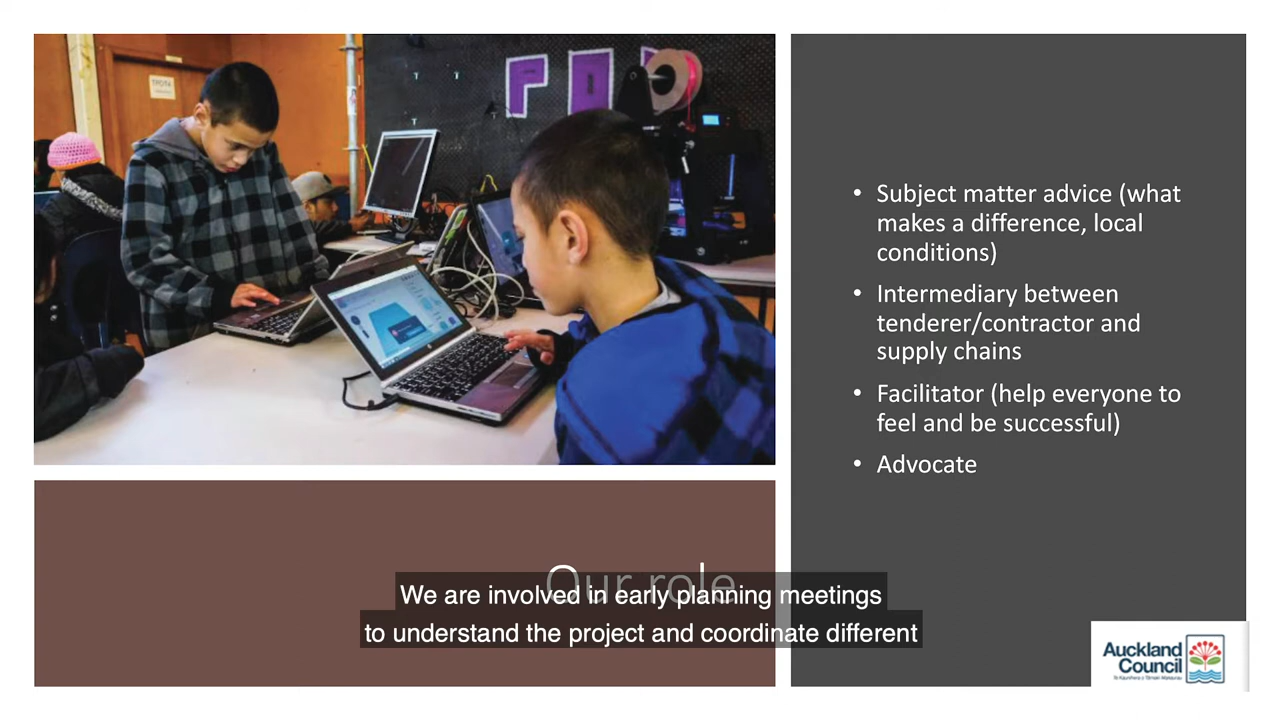 • Subject matter advice (what
makes a difference, local
conditions)
• Intermediary between
tenderer/contractor and
supply chains
• Facilitator (help everyone to
feel and be successful)
• Advocate
Our role
We are involved in early planning meetings
to understand the project and coordinate different
Auckland
Council